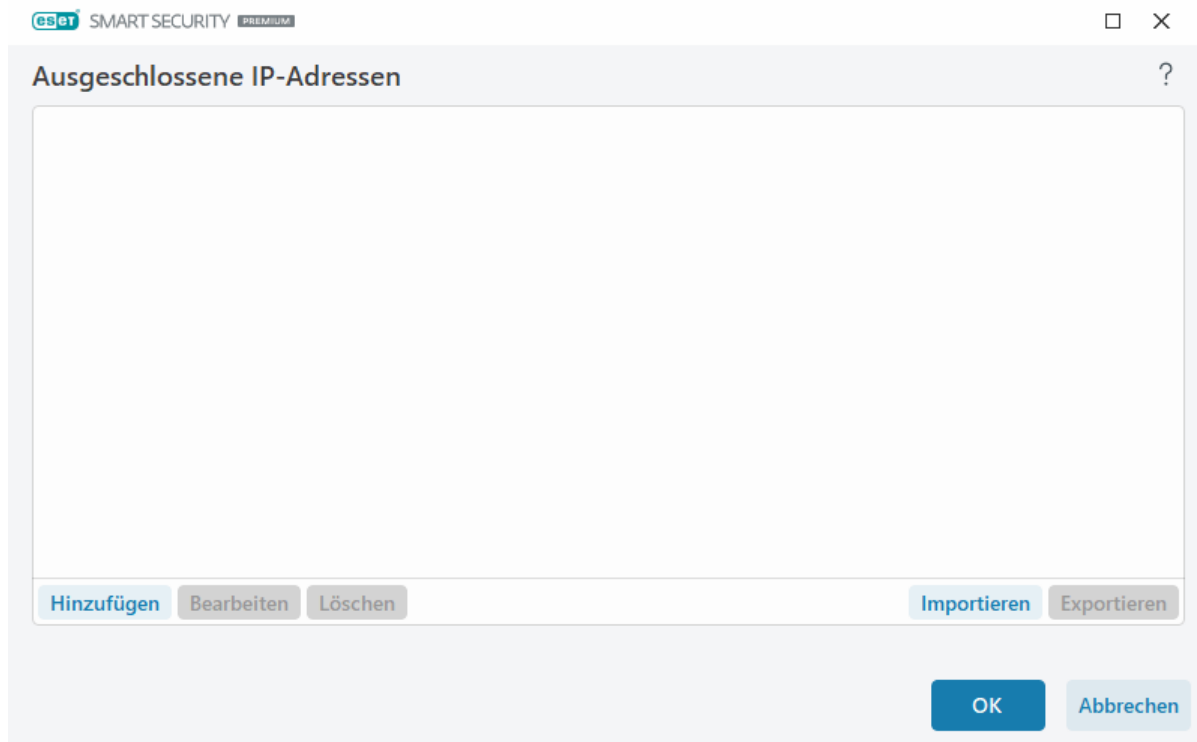 eset SMART SECURITY PREMIUM
Ausgeschlossene IP-Adressen ?
Hinzufügen Bearbeiten Löschen Importieren Exportieren
OK Abbrechen